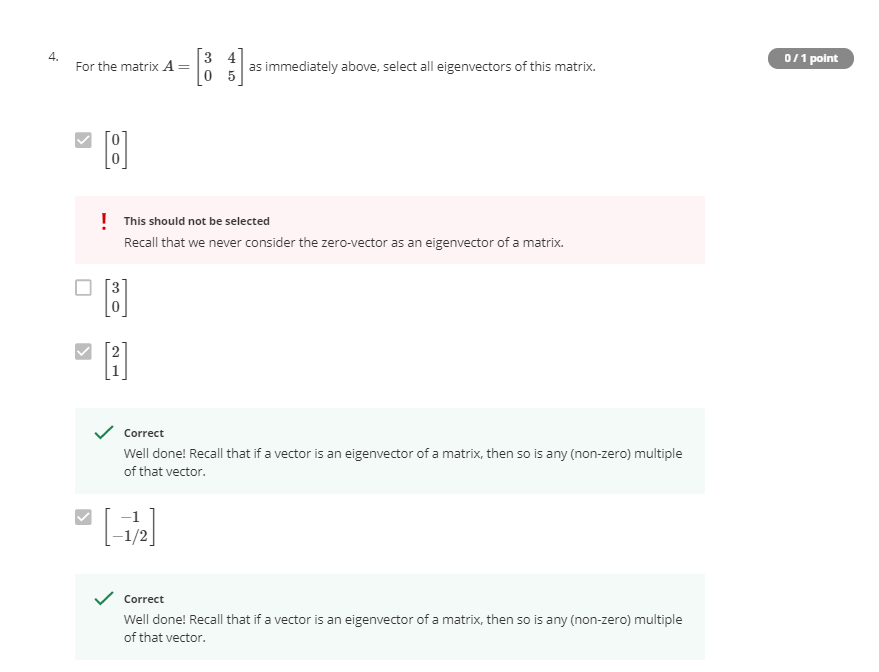 4.
For the matrix A = [3 4
0 5] as immediately above, select all eigenvectors of this matrix.
0 / 1 point
[0
0]
!
This should not be selected
Recall that we never consider the zero-vector as an eigenvector of a matrix.
[3
0]
[2
1]
Correct
Well done! Recall that if a vector is an eigenvector of a matrix, then so is any (non-zero) multiple
of that vector.
[−1
−1/2]
Correct
Well done! Recall that if a vector is an eigenvector of a matrix, then so is any (non-zero) multiple
of that vector.